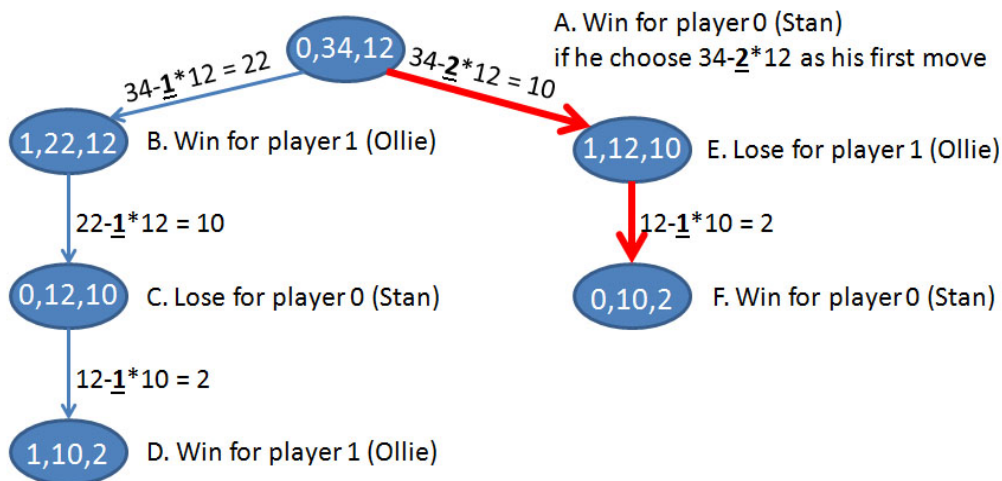 0,34,12
A. Win for player 0 (Stan)
if he choose 34-2*12 as his first move
34-1*12 = 22
34-2*12 = 10
1,22,12
B. Win for player 1 (Ollie)
1,12,10
E. Lose for player 1 (Ollie)
22-1*12 = 10
12-1*10 = 2
0,12,10
C. Lose for player 0 (Stan)
0,10,2
F. Win for player 0 (Stan)
12-1*10 = 2
1,10,2
D. Win for player 1 (Ollie)